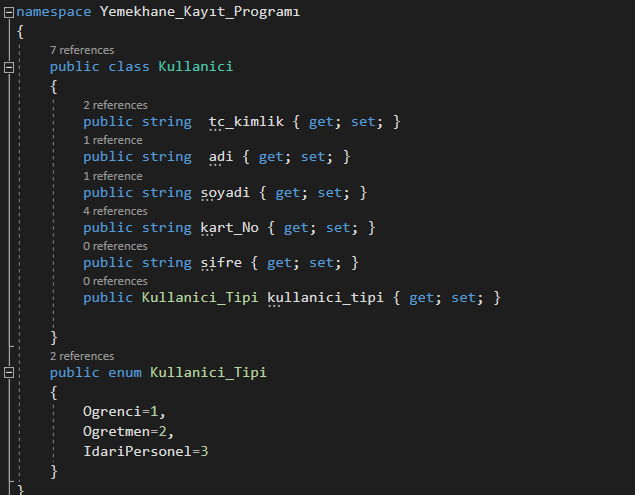 namespace Yemekhane_Kayıt_Programı
{
7 references
public class Kullanici
{
2 references
public string  tc_kimlik { get; set; }
1 reference
public string  adi { get; set; }
1 reference
public string soyadi { get; set; }
4 references
public string kart_No { get; set; }
0 references
public string sifre { get; set; }
0 references
public Kullanici_Tipi kullanici_tipi { get; set; }
}
2 references
public enum Kullanici_Tipi
{
Ogrenci=1,
Ogretmen=2,
IdariPersonel=3
}
}